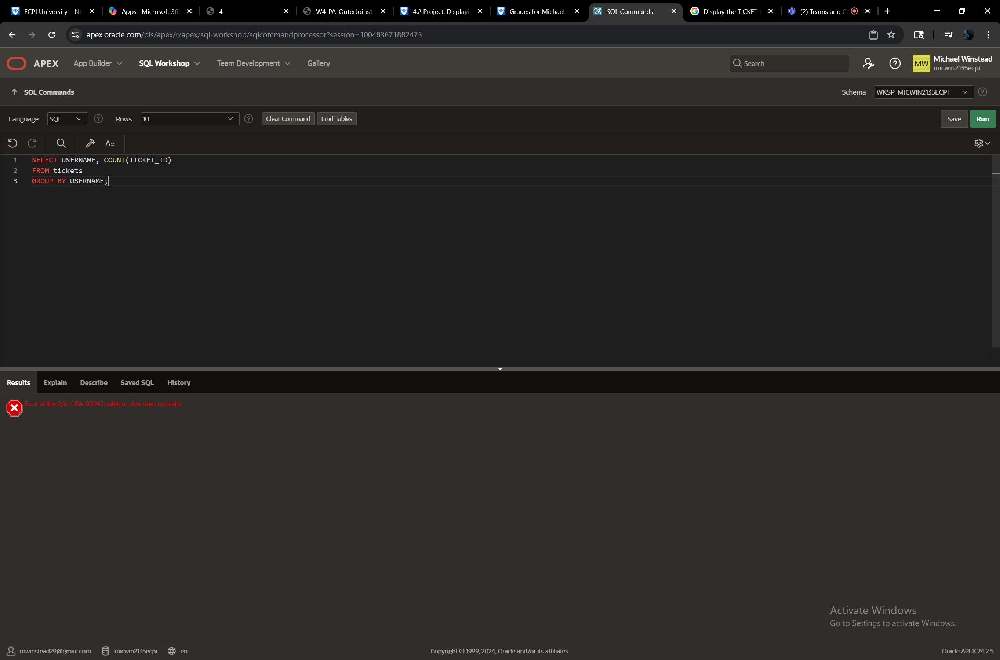 ECPI University – Ne
Apps | Microsoft 365
4
W4_PA_OuterJoins1
4.2 Project: Displayin
Grades for Michael
SQL Commands
Display the TICKET
(2) Teams and C
apex.oracle.com/pls/apex/r/apex/sql-workshop/sqlcommandprocessor?session=100483671882475
APEX App Builder SQL Workshop Team Development Gallery Search MW Michael Winstead
micwin2135ecpi
SQL Commands Schema WKSP_MICWIN2135ECPI
Language SQL Rows 10 Clear Command Find Tables Save Run
1 SELECT USERNAME, COUNT(TICKET_ID)
2 FROM tickets
3 GROUP BY USERNAME;
Results Explain Describe Saved SQL History
Error at line 2/6: ORA-00942: table or view does not exist
Activate Windows
Go to Settings to activate Windows.
mwinstead29@gmail.com micwin2135ecpi en Copyright © 1999, 2024, Oracle and/or its affiliates. Oracle APEX 24.2.5